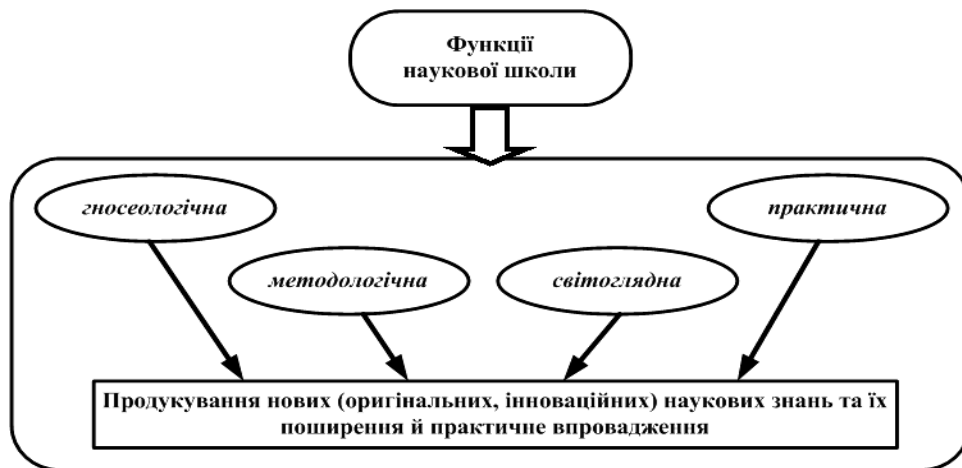 Функції
наукової школи
гносеологічна
практична
методологічна
світоглядна
Продукування нових (оригінальних, інноваційних) наукових знань та їх
поширення й практичне впровадження